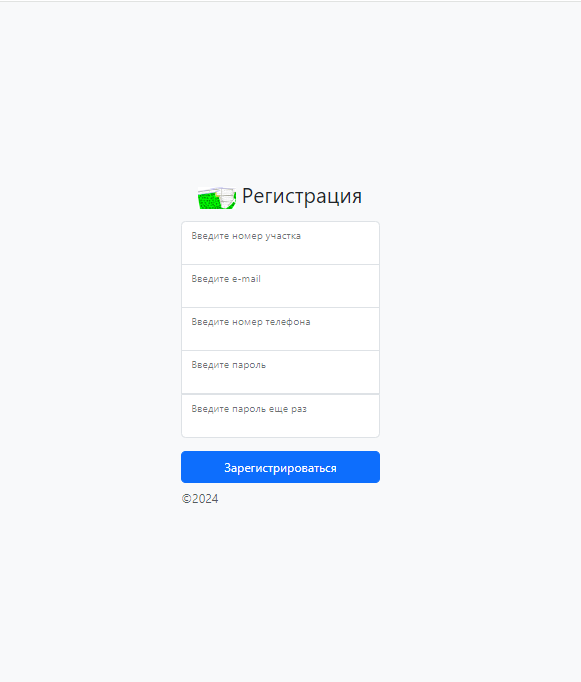 Регистрация
Введите номер участка
Введите e-mail
Введите номер телефона
Введите пароль
Введите пароль еще раз
Зарегистрироваться
©2024